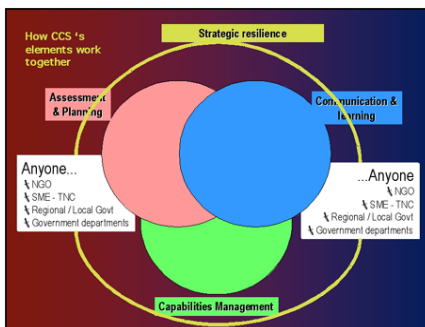 How CCS 's
elements work
together
Strategic resilience
Assessment
& Planning
Communication &
learning
Anyone...
NGO
SME - TNC
Regional / Local Govt
Government departments
...Anyone
NGO
SME - TNC
Regional / Local Govt
Government departments
Capabilities Management